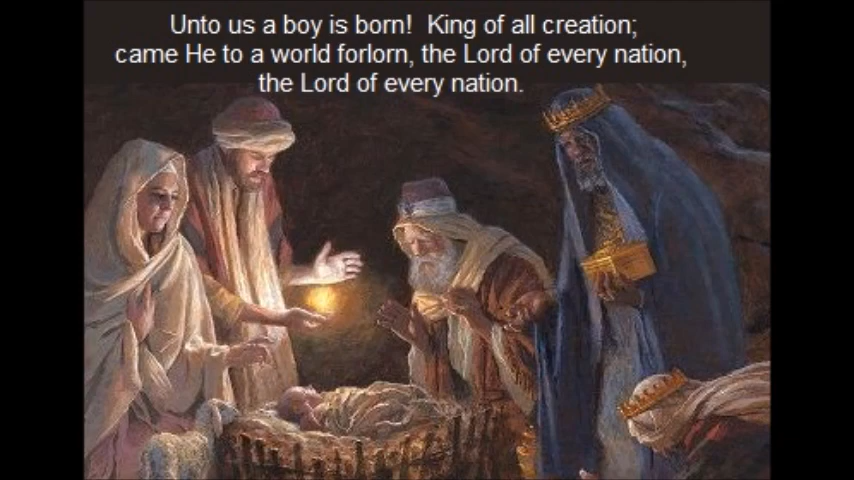 Unto us a boy is born!  King of all creation;
came He to a world forlorn, the Lord of every nation,
the Lord of every nation.